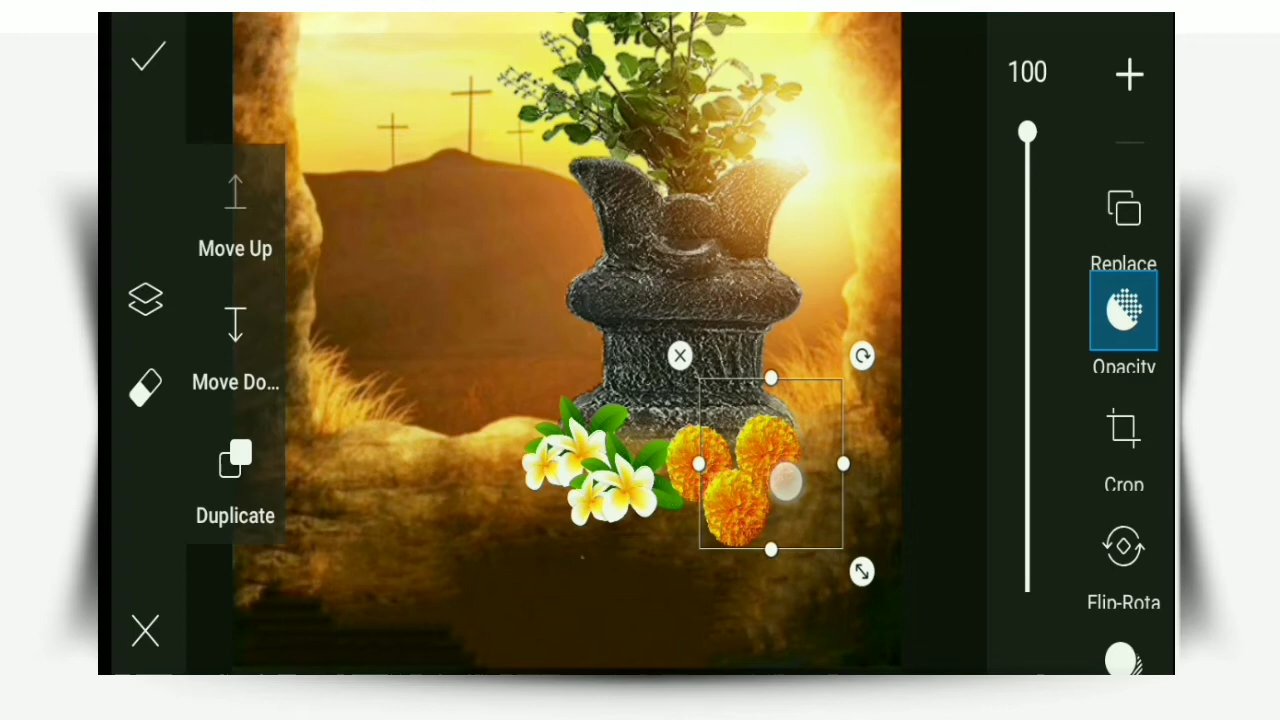 100
Move Up
Replace
Opacity
Move Do...
Crop
Duplicate
Flip-Rota